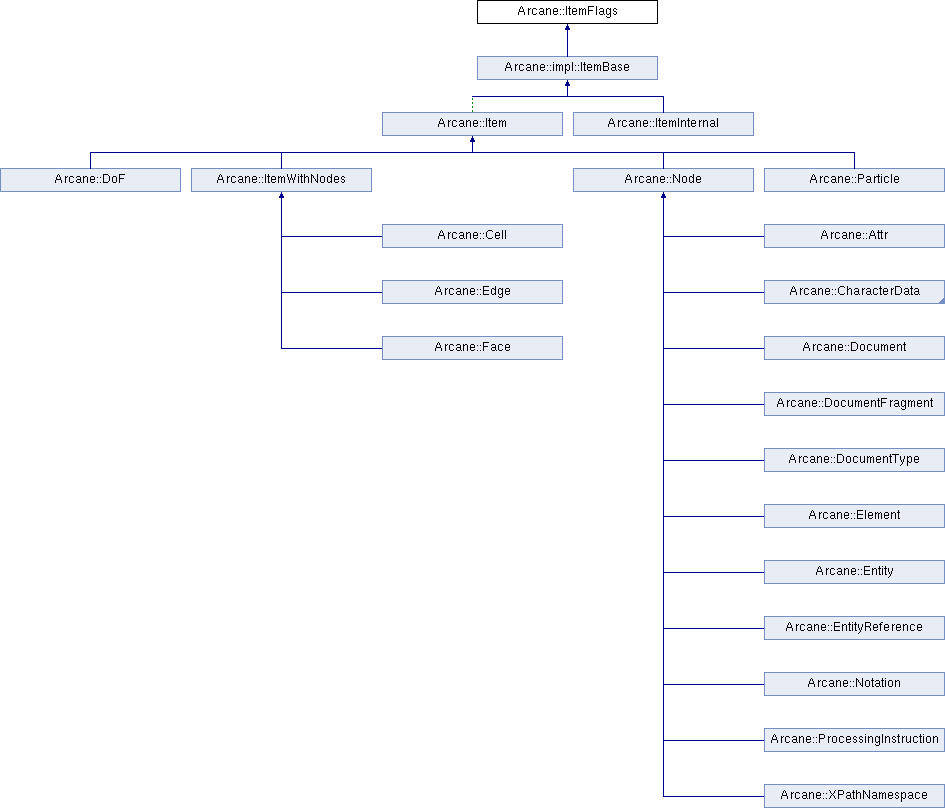 Arcane::ItemFlags
Arcane::impl::ItemBase
Arcane::Item
Arcane::ItemInternal
Arcane::DoF
Arcane::ItemWithNodes
Arcane::Node
Arcane::Particle
Arcane::Cell
Arcane::Attr
Arcane::Edge
Arcane::CharacterData
Arcane::Face
Arcane::Document
Arcane::DocumentFragment
Arcane::DocumentType
Arcane::Element
Arcane::Entity
Arcane::EntityReference
Arcane::Notation
Arcane::ProcessingInstruction
Arcane::XPathNamespace